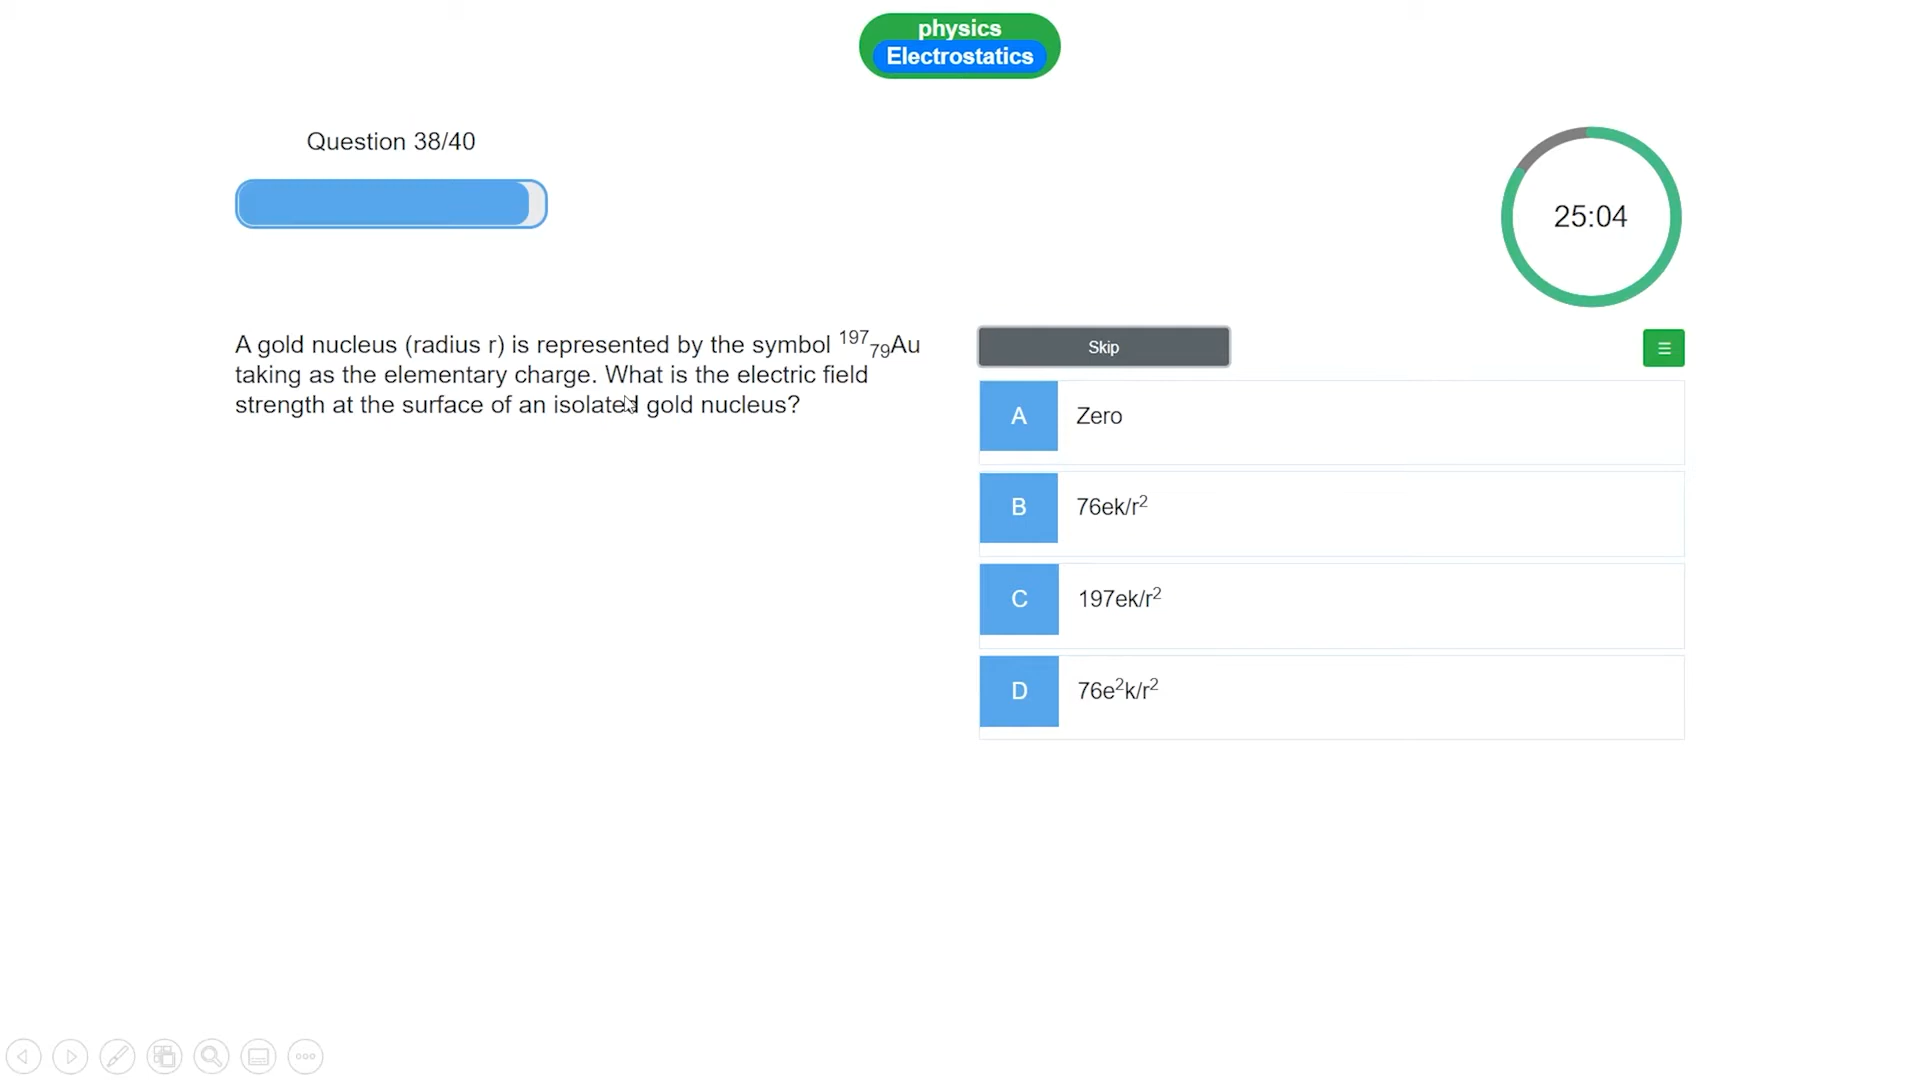 physics
Electrostatics
Question 38/40
25:04
A gold nucleus (radius r) is represented by the symbol ¹⁹⁷₇₉Au
taking as the elementary charge. What is the electric field
strength at the surface of an isolated gold nucleus?
Skip
A Zero
B 76ek/r²
C 197ek/r²
D 76e²k/r²